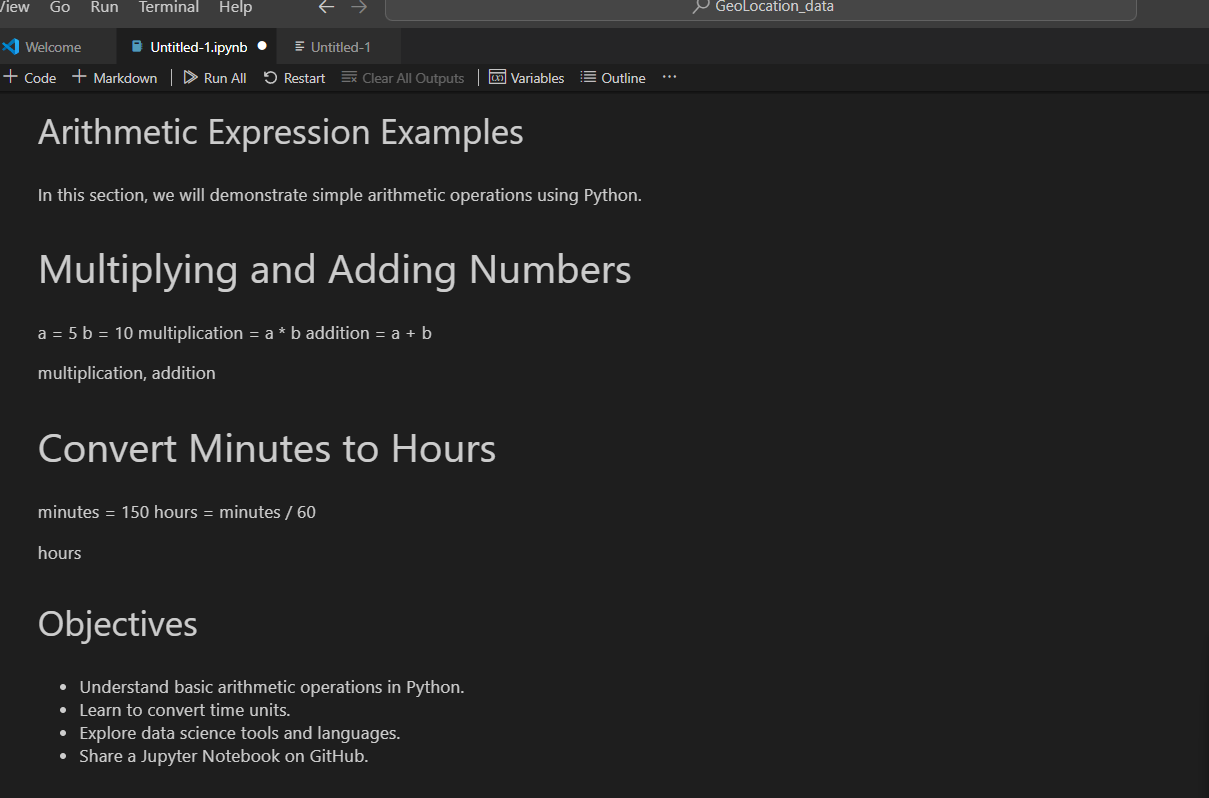 View Go Run Terminal Help GeoLocation_data
Welcome Untitled-1.ipynb Untitled-1
Code Markdown Run All Restart Clear All Outputs Variables Outline ...
Arithmetic Expression Examples
In this section, we will demonstrate simple arithmetic operations using Python.
Multiplying and Adding Numbers
a = 5 b = 10 multiplication = a * b addition = a + b
multiplication, addition
Convert Minutes to Hours
minutes = 150 hours = minutes / 60
hours
Objectives
• Understand basic arithmetic operations in Python.
• Learn to convert time units.
• Explore data science tools and languages.
• Share a Jupyter Notebook on GitHub.